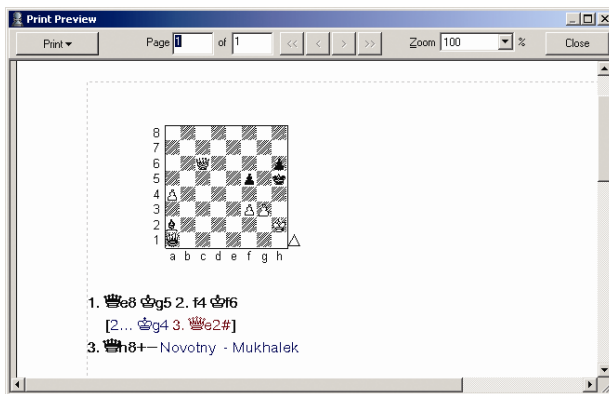 Print Preview
Print Page 1 of 1 << < > >> Zoom 100 % Close
8
7
6
5
4
3
2
1
a b c d e f g h
1. ♕e8 ♔g5 2. f4 ♔f6
[2... ♔g4 3. ♕e2#]
3. ♕h8+− Novotny - Mukhalek